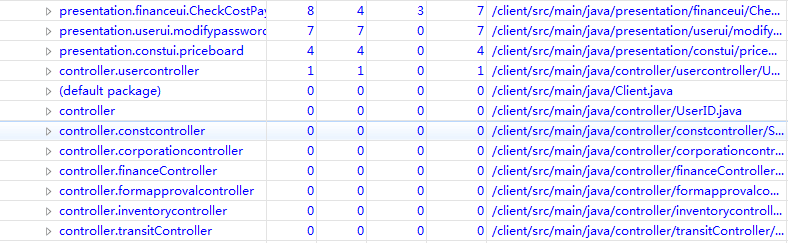 presentation.financeui.CheckCostPay 8 4 3 7 /client/src/main/java/presentation/financeui/Che...
presentation.userui.modifypassword 7 7 0 7 /client/src/main/java/presentation/userui/modify...
presentation.constui.priceboard 4 4 0 4 /client/src/main/java/presentation/constui/price...
controller.usercontroller 1 1 0 1 /client/src/main/java/controller/usercontroller/U...
(default package) 0 0 0 0 /client/src/main/java/Client.java
controller 0 0 0 0 /client/src/main/java/controller/UserID.java
controller.constcontroller 0 0 0 0 /client/src/main/java/controller/constcontroller/S...
controller.corporationcontroller 0 0 0 0 /client/src/main/java/controller/corporationcontr...
controller.financeController 0 0 0 0 /client/src/main/java/controller/financeController...
controller.formapprovalcontroller 0 0 0 0 /client/src/main/java/controller/formapprovalco...
controller.inventorycontroller 0 0 0 0 /client/src/main/java/controller/inventorycontroll...
controller.transitController 0 0 0 0 /client/src/main/java/controller/transitController/...